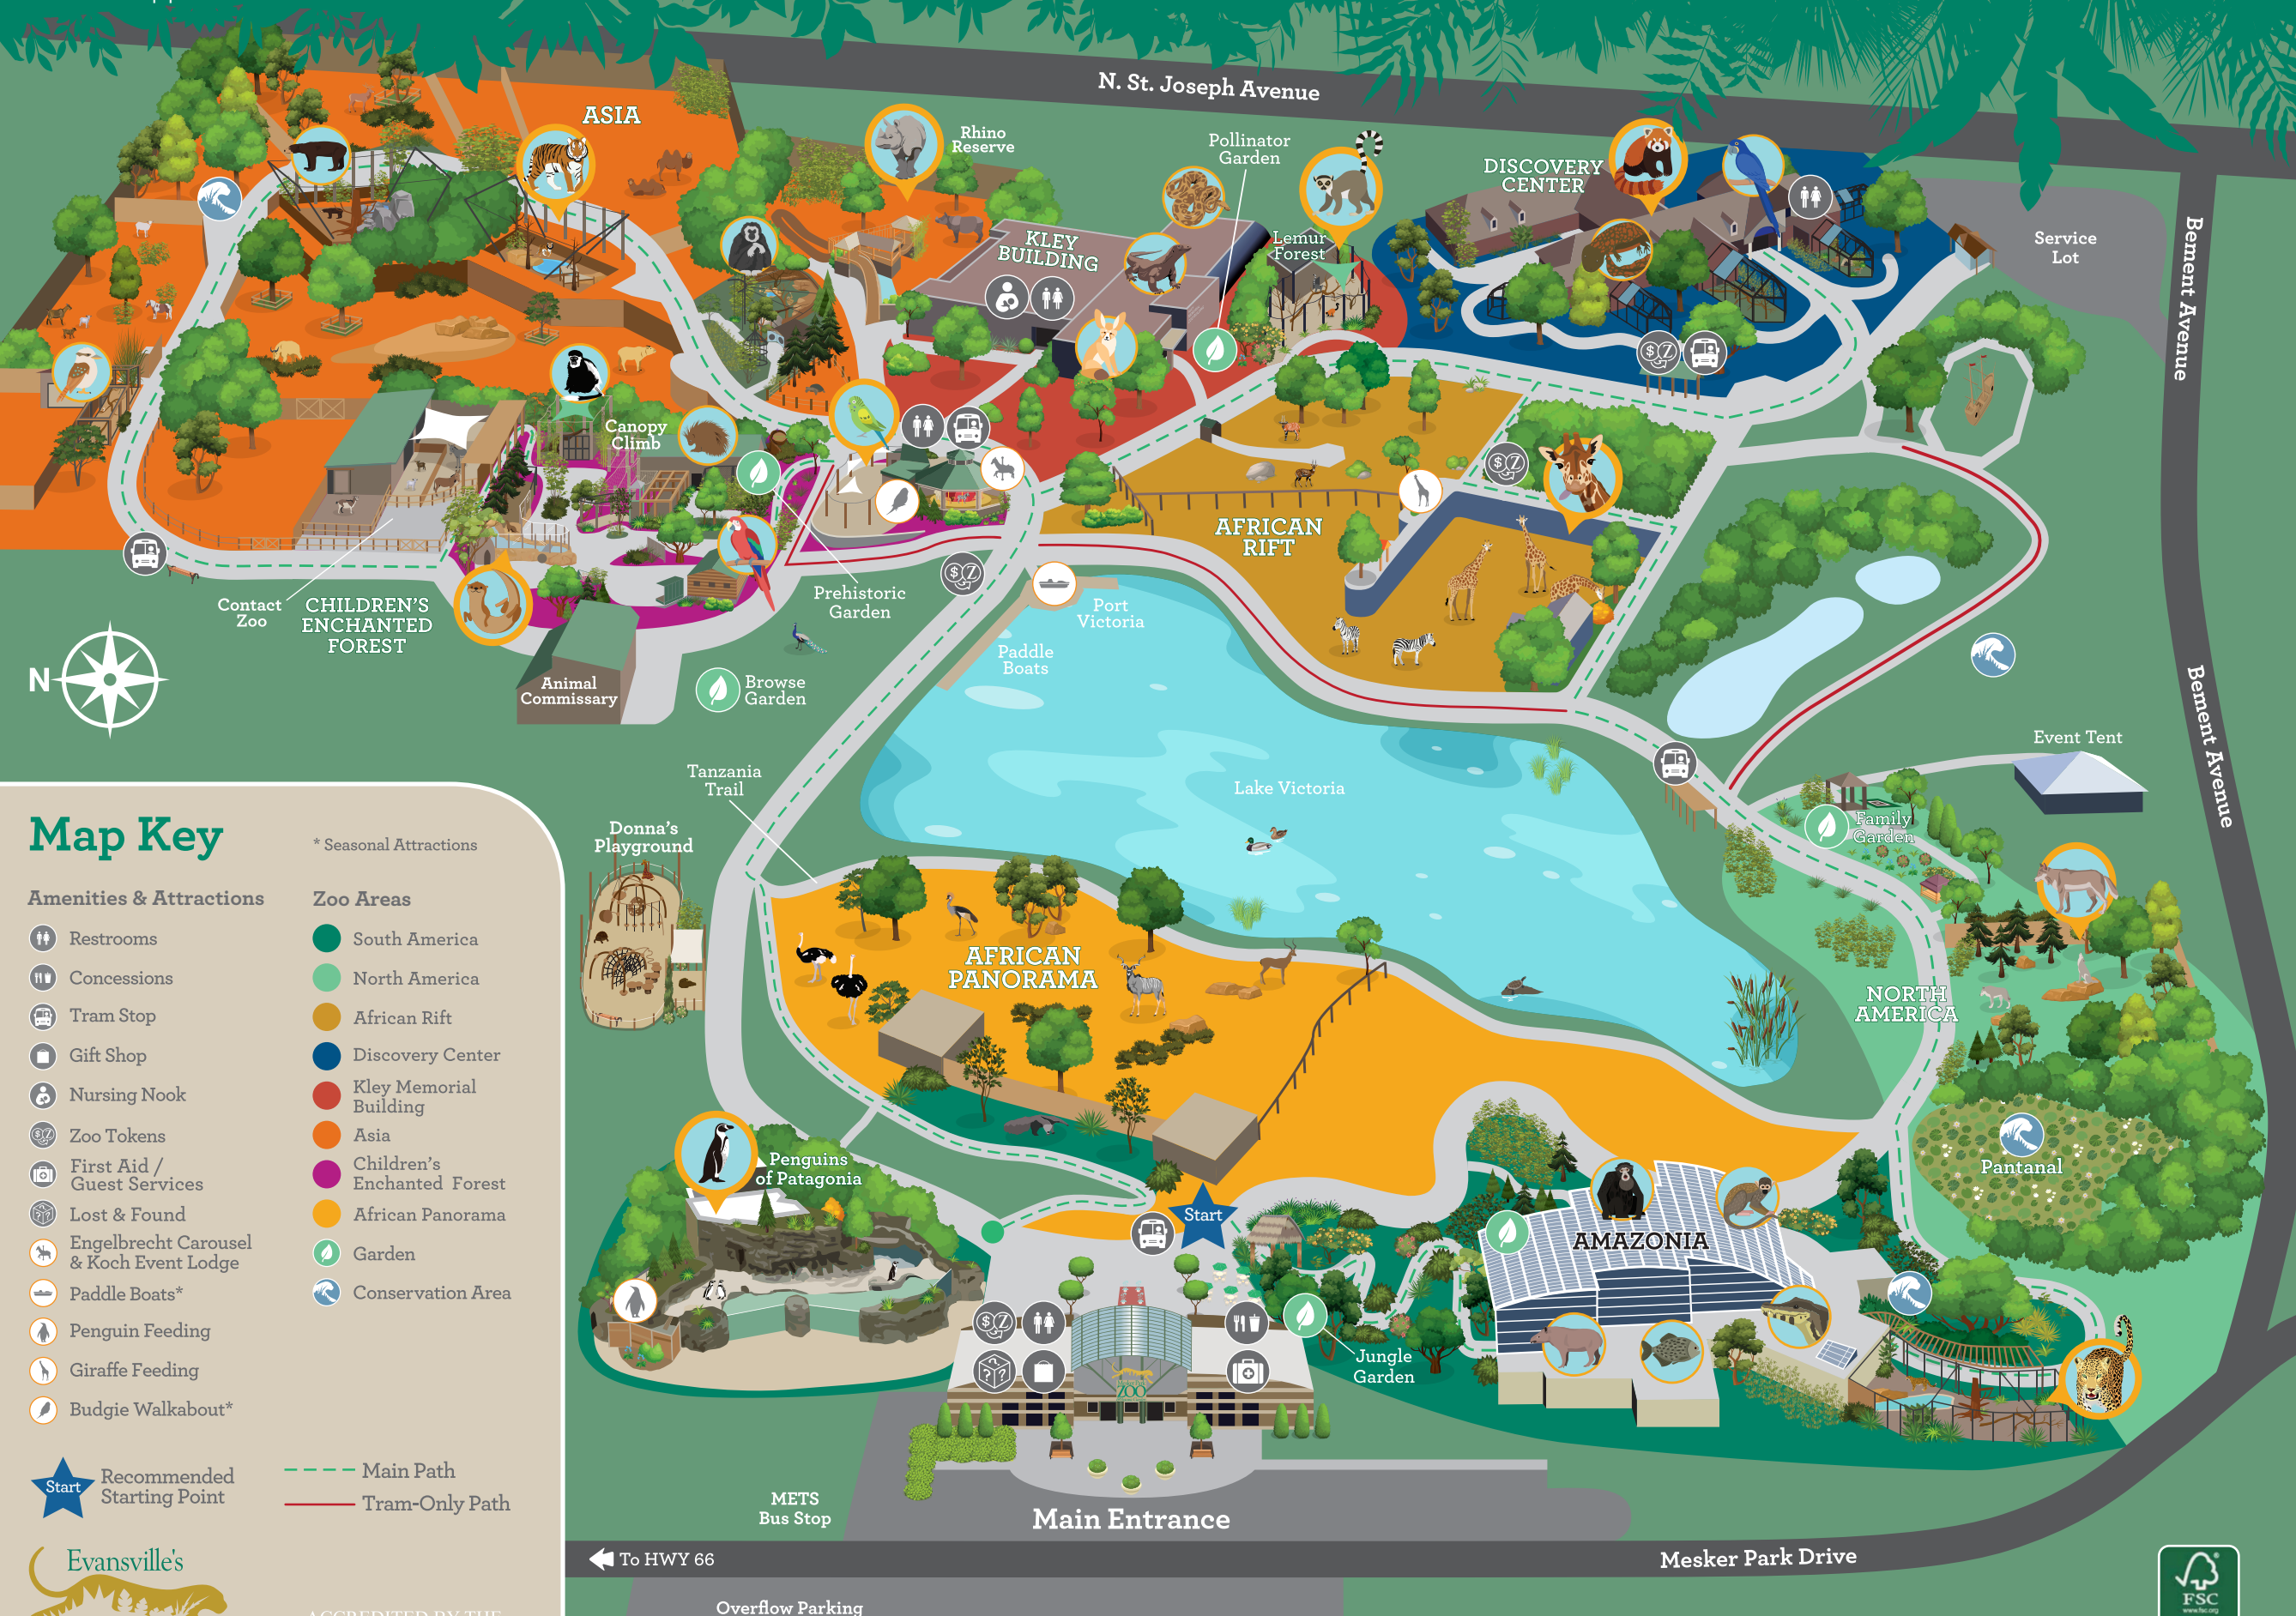 N. St. Joseph Avenue
ASIA
Rhino
Reserve
Pollinator
Garden
DISCOVERY
CENTER
KLEY
BUILDING
Lemur
Forest
Service
Lot
Bement Avenue
Canopy
Climb
AFRICAN
RIFT
Contact
Zoo
CHILDREN'S
ENCHANTED
FOREST
Prehistoric
Garden
Port
Victoria
Paddle
Boats
N
Animal
Commissary
Browse
Garden
Bement Avenue
Event Tent
Tanzania
Trail
Lake Victoria
Donna's
Playground
Family
Garden
AFRICAN
PANORAMA
NORTH
AMERICA
Penguins
of Patagonia
Pantanal
Start
AMAZONIA
Jungle
Garden
ZOO
METS
Bus Stop
Main Entrance
To HWY 66
Mesker Park Drive
Overflow Parking
Map Key
* Seasonal Attractions
Amenities & Attractions
Restrooms
Concessions
Tram Stop
Gift Shop
Nursing Nook
Zoo Tokens
First Aid /
Guest Services
Lost & Found
Engelbrecht Carousel
& Koch Event Lodge
Paddle Boats*
Penguin Feeding
Giraffe Feeding
Budgie Walkabout*
Zoo Areas
South America
North America
African Rift
Discovery Center
Kley Memorial
Building
Asia
Children's
Enchanted Forest
African Panorama
Garden
Conservation Area
Start
Recommended
Starting Point
Main Path
Tram-Only Path
Evansville's
ACCREDITED BY THE
FSC
www.fsc.org